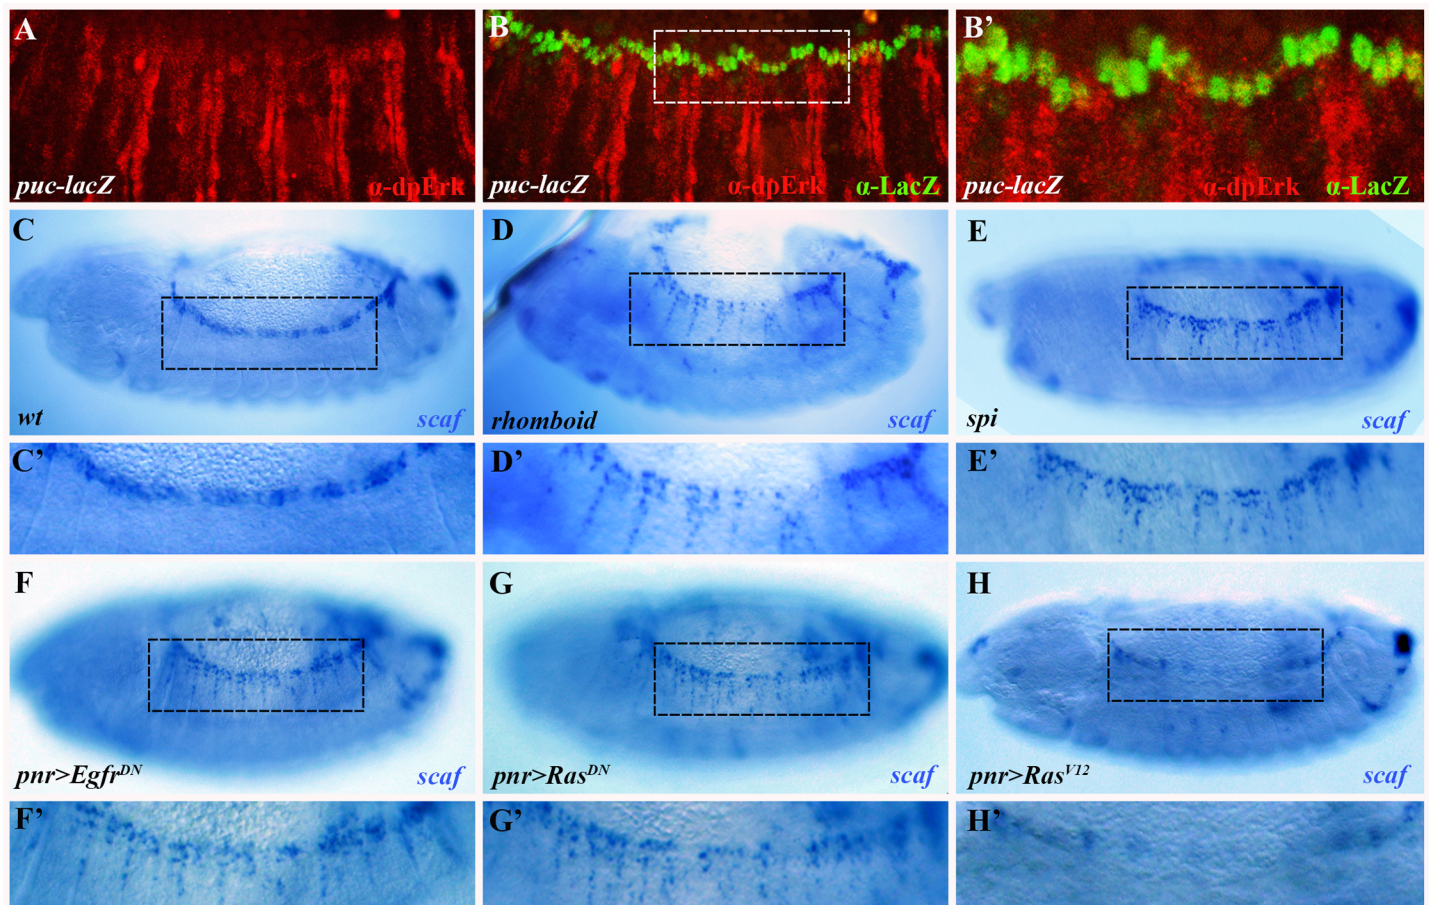 A B B’
puc-lacZ α-dpErk puc-lacZ α-dpErk α-LacZ puc-lacZ α-dpErk α-LacZ
C D E
wt scaf rhomboid scaf spi scaf
C’ D’ E’
F G H
pnr>Egfr^DN scaf pnr>Ras^DN scaf pnr>Ras^V12 scaf
F’ G’ H’